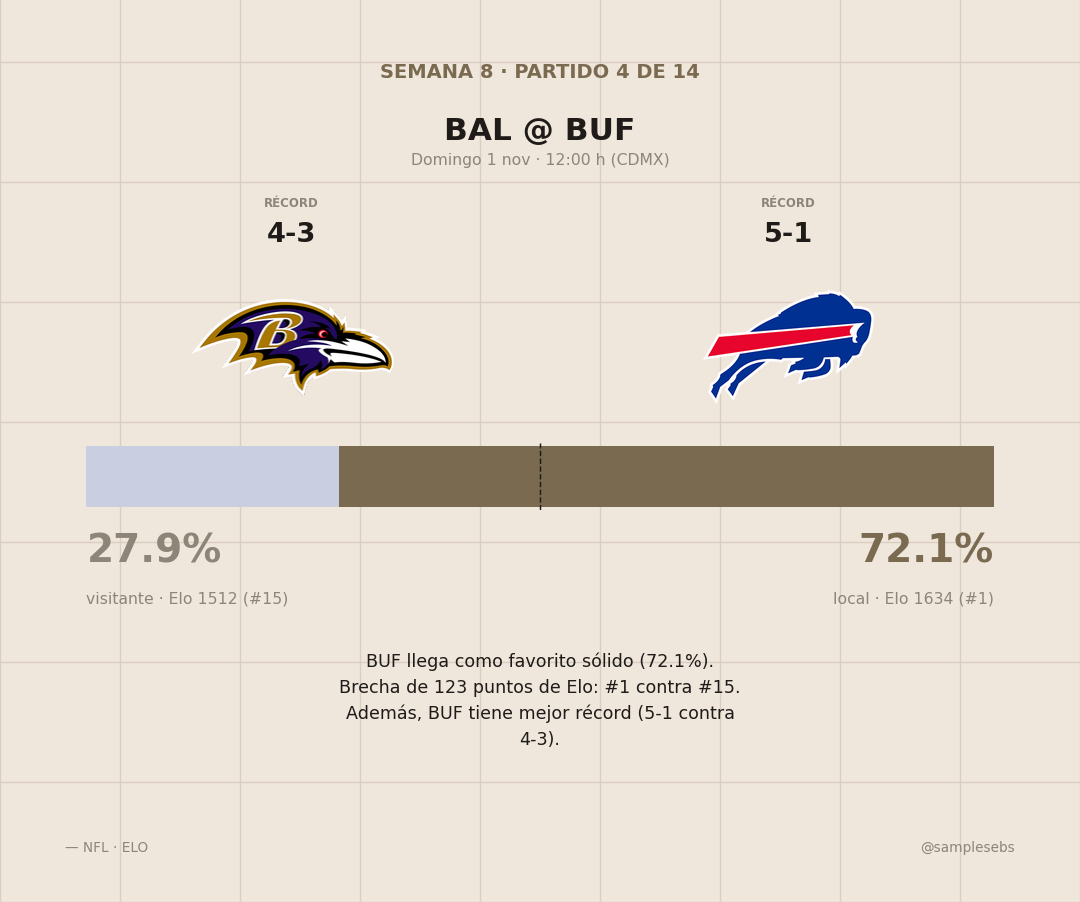 SEMANA 8 · PARTIDO 4 DE 14
BAL @ BUF
Domingo 1 nov · 12:00 h (CDMX)
RÉCORD
4-3
RÉCORD
5-1
B
27.9%
72.1%
visitante · Elo 1512 (#15)
local · Elo 1634 (#1)
BUF llega como favorito sólido (72.1%).
Brecha de 123 puntos de Elo: #1 contra #15.
Además, BUF tiene mejor récord (5-1 contra
4-3).
— NFL · ELO
@samplesebs